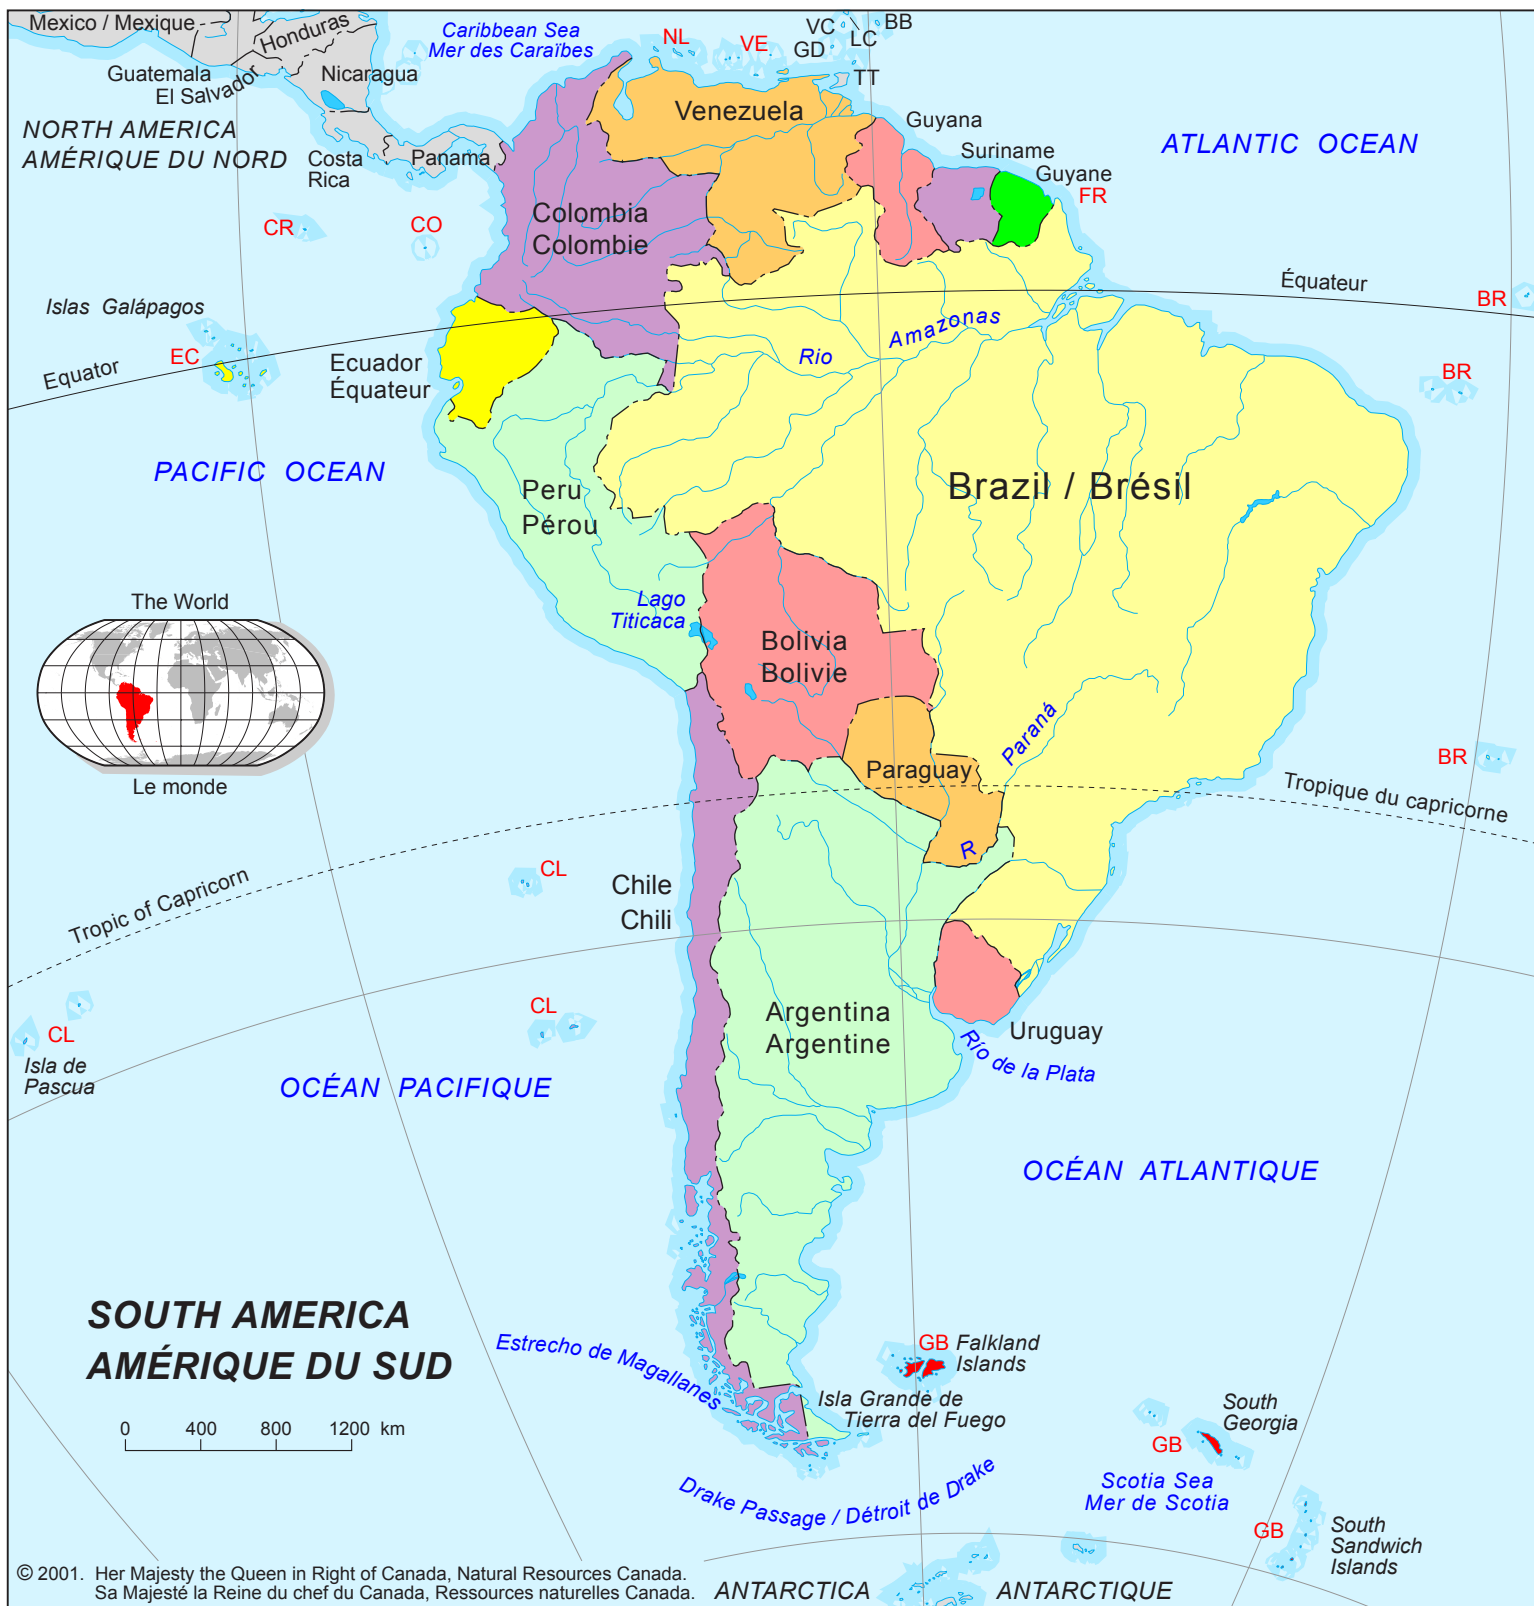 Mexico / Mexique
Honduras
Guatemala
El Salvador
Nicaragua
Caribbean Sea
Mer des Caraïbes
NL
VE
VC
LC
BB
GD
TT
NORTH AMERICA
AMÉRIQUE DU NORD
Costa
Rica
Panama
Venezuela
Guyana
Suriname
Guyane
FR
ATLANTIC OCEAN
CR
CO
Colombia
Colombie
Islas Galápagos
EC
Equator
Équateur
BR
BR
Ecuador
Équateur
Rio Amazonas
PACIFIC OCEAN
Peru
Pérou
Brazil / Brésil
The World
Le monde
Lago
Titicaca
Bolivia
Bolivie
Paraguay
R Paraná
BR
Tropique du capricorne
Tropic of Capricorn
CL
Chile
Chili
CL
CL
Isla de
Pascua
Argentina
Argentine
Uruguay
Río de la Plata
OCÉAN PACIFIQUE
OCÉAN ATLANTIQUE
SOUTH AMERICA
AMÉRIQUE DU SUD
0 400 800 1200 km
Estrecho de Magallanes
GB
Falkland
Islands
Isla Grande de
Tierra del Fuego
South
Georgia
GB
Scotia Sea
Mer de Scotia
Drake Passage / Détroit de Drake
GB
South
Sandwich
Islands
© 2001. Her Majesty the Queen in Right of Canada, Natural Resources Canada.
Sa Majesté la Reine du chef du Canada, Ressources naturelles Canada.
ANTARCTICA
ANTARCTIQUE